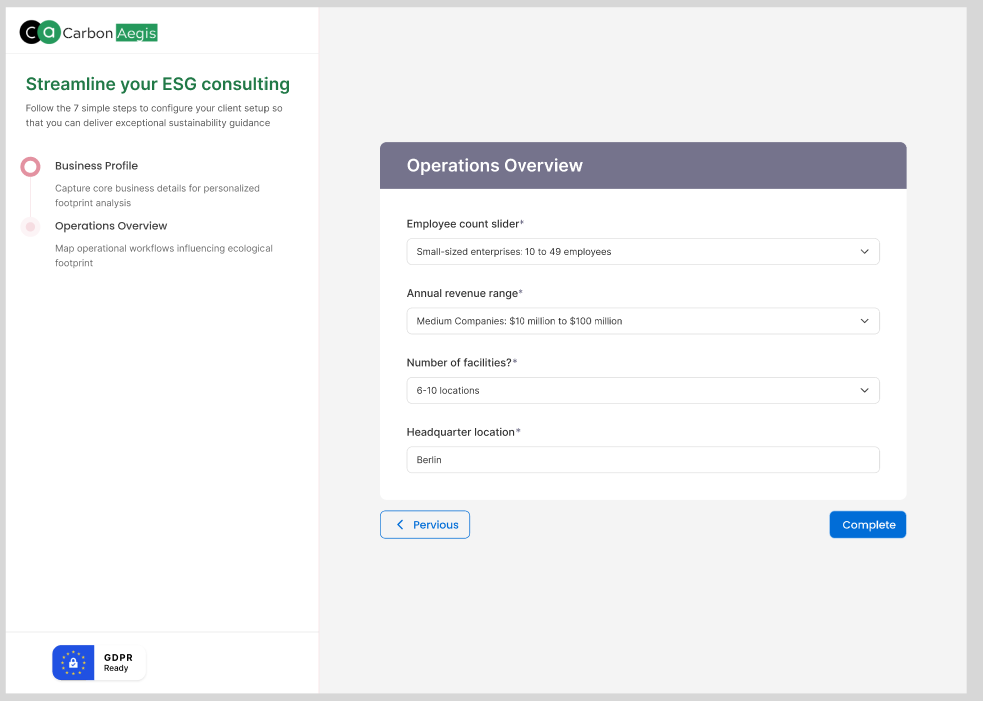 ca Carbon Aegis
Streamline your ESG consulting
Follow the 7 simple steps to configure your client setup so
that you can deliver exceptional sustainability guidance
Business Profile
Capture core business details for personalized
footprint analysis
Operations Overview
Map operational workflows influencing ecological
footprint
GDPR
Ready
Operations Overview
Employee count slider*
Small-sized enterprises: 10 to 49 employees
Annual revenue range*
Medium Companies: $10 million to $100 million
Number of facilities?*
6-10 locations
Headquarter location*
Berlin
Pervious
Complete